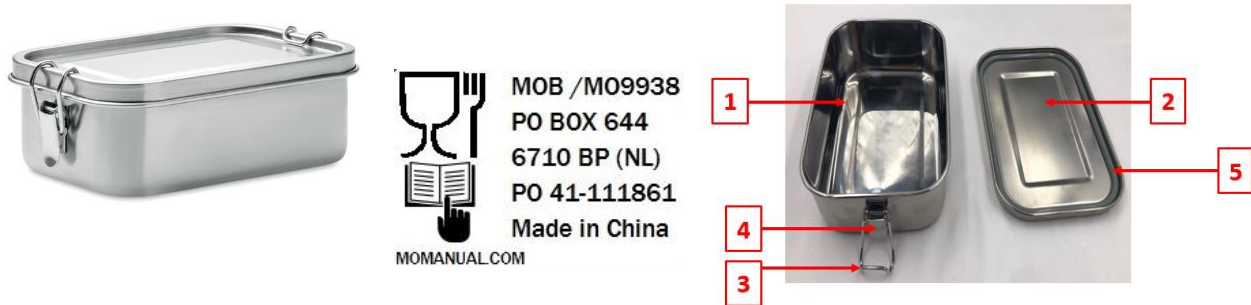 MOB /MO9938
PO BOX 644
6710 BP (NL)
PO 41-111861
Made in China
MOMANUAL.COM
1
2
5
4
3